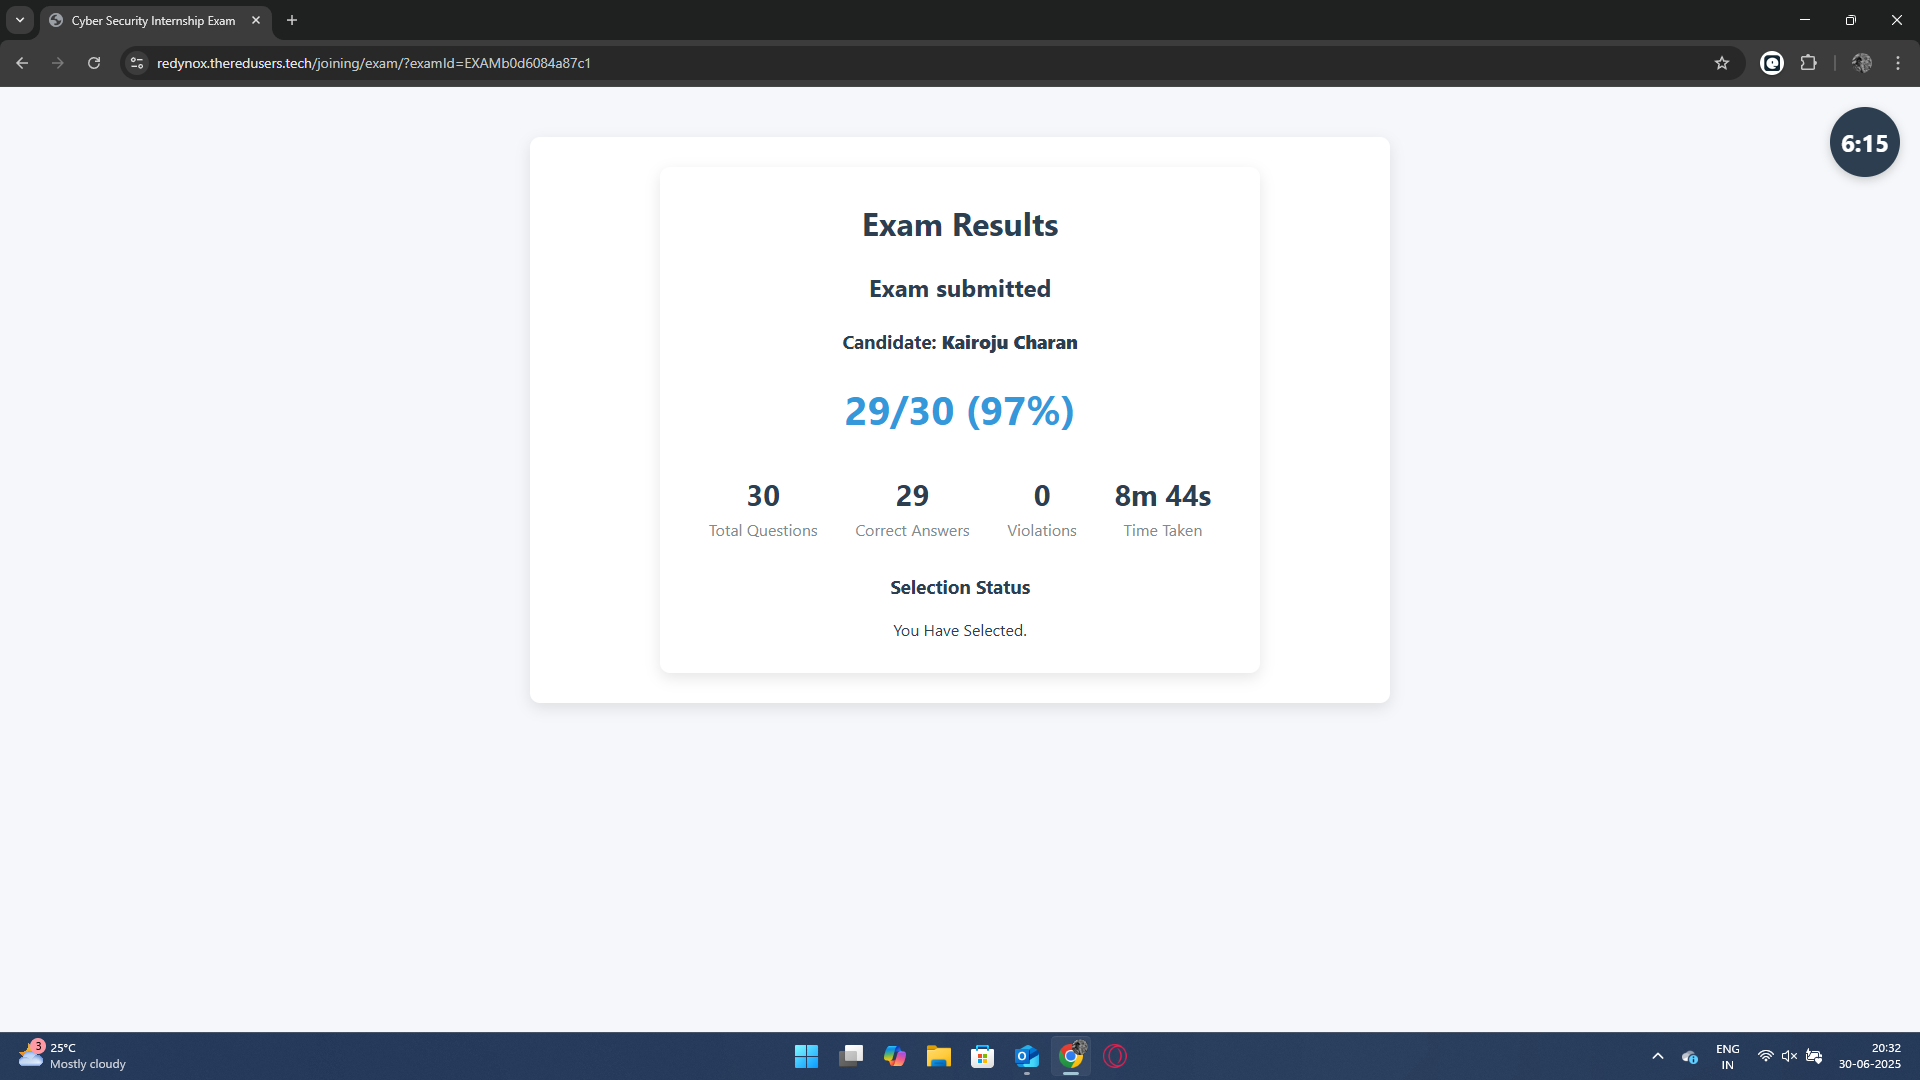 Cyber Security Internship Exam
redynox.theredusers.tech/joining/exam/?examId=EXAMb0d6084a87c1
6:15
Exam Results
Exam submitted
Candidate: Kairoju Charan
29/30 (97%)
30
29
0
8m 44s
Total Questions
Correct Answers
Violations
Time Taken
Selection Status
You Have Selected.
3
25°C
Mostly cloudy
ENG
IN
20:32
30-06-2025